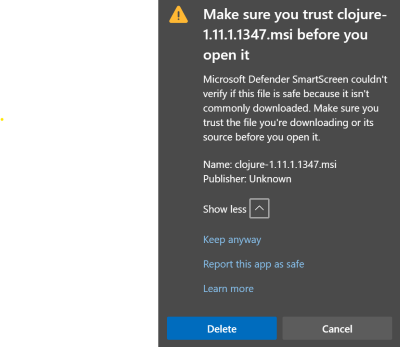 Make sure you trust clojure-
1.11.1.1347.msi before you
open it
Microsoft Defender SmartScreen couldn't
verify if this file is safe because it isn't
commonly downloaded. Make sure you
trust the file you're downloading or its
source before you open it.
Name: clojure-1.11.1.1347.msi
Publisher: Unknown
Show less
Keep anyway
Report this app as safe
Learn more
Delete
Cancel